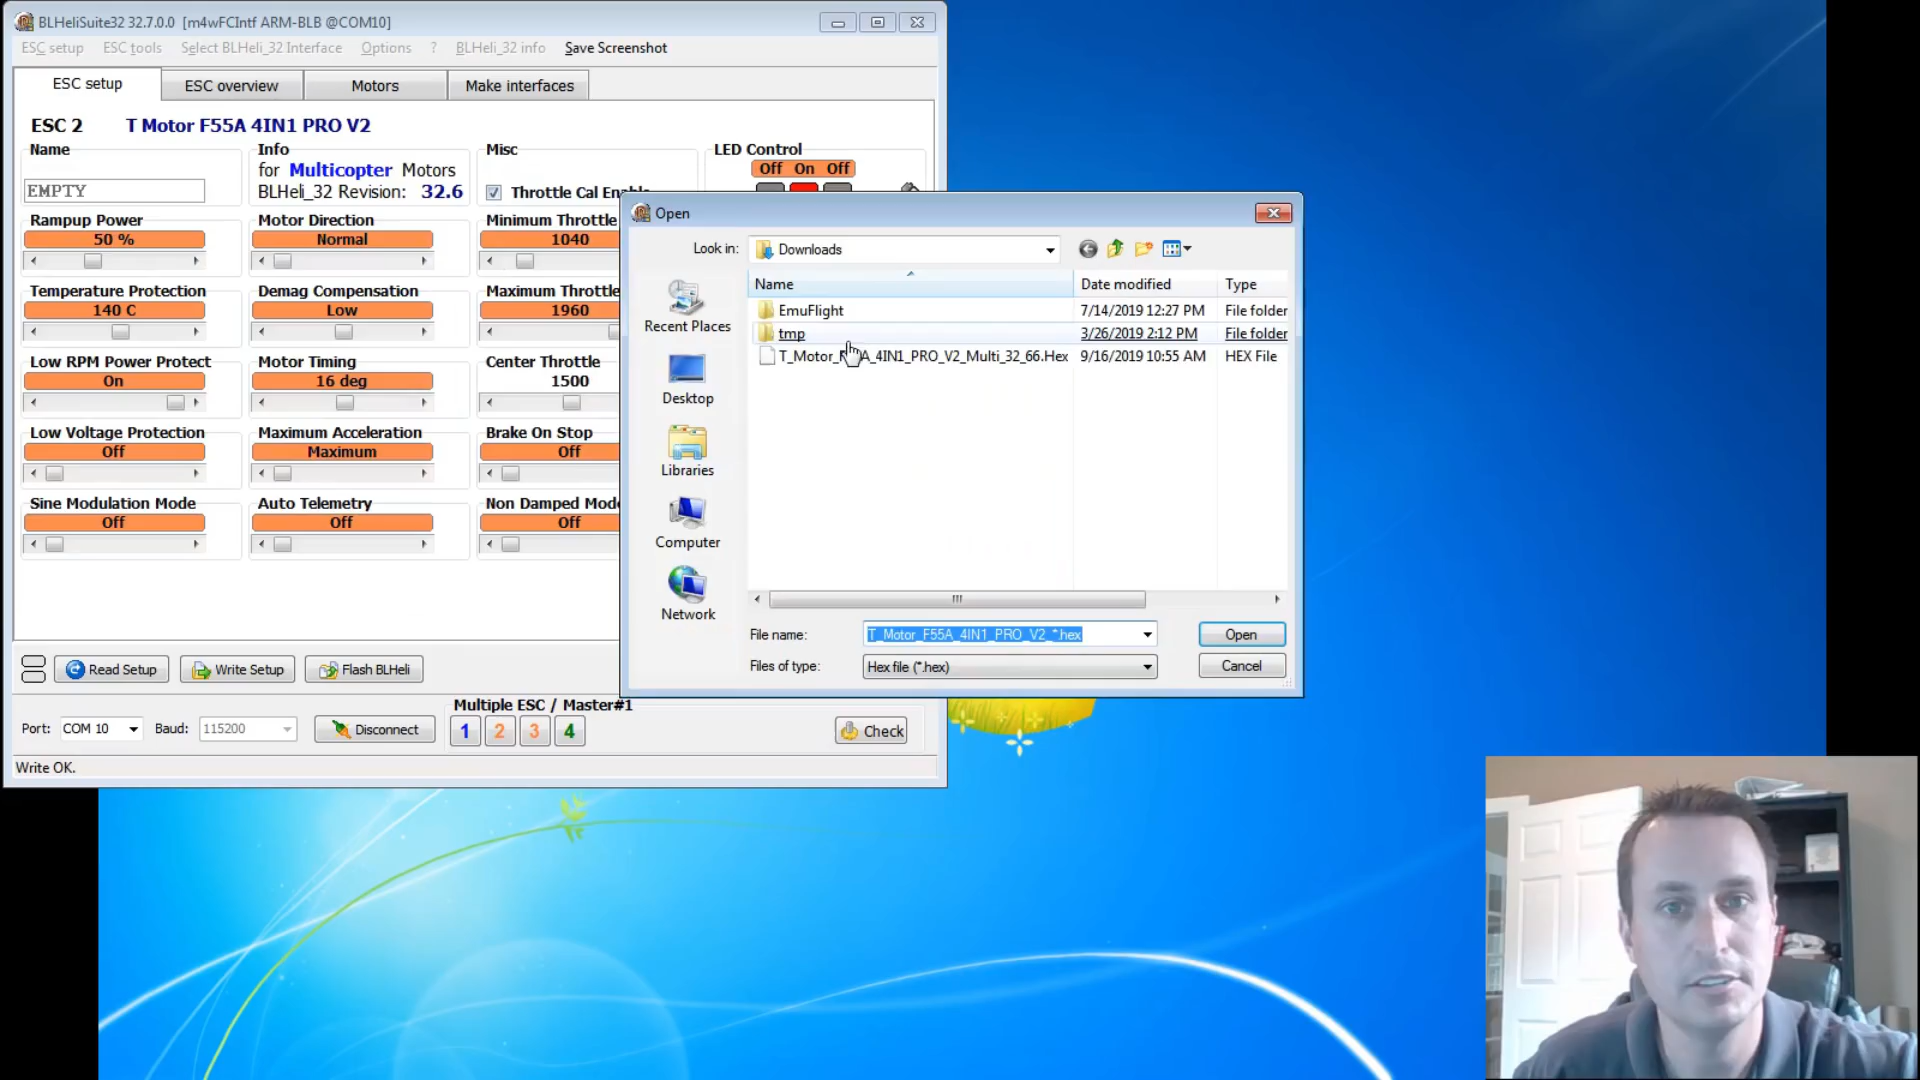 BLHeliSuite32 32.7.0.0 [m4wFCIntf ARM-BLB @COM10]
ESC setup ESC tools Select BLHeli_32 Interface Options ? BLHeli_32 info Save Screenshot
ESC setup ESC overview Motors Make interfaces
ESC 2 T Motor F55A 4IN1 PRO V2
Name Info Misc LED Control
EMPTY
for Multicopter Motors
BLHeli_32 Revision: 32.6
Throttle Cal Enable
Off On Off
Rampup Power Motor Direction Minimum Throttle
50 % Normal 1040
Temperature Protection Demag Compensation Maximum Throttle
140 C Low 1960
Low RPM Power Protect Motor Timing Center Throttle
On 16 deg 1500
Low Voltage Protection Maximum Acceleration Brake On Stop
Off Maximum Off
Sine Modulation Mode Auto Telemetry Non Damped Mode
Off Off Off
Read Setup Write Setup Flash BLHeli
Multiple ESC / Master#1
Port: COM 10 Baud: 115200 Disconnect 1 2 3 4 Check
Write OK.
Open
Look in: Downloads
Name Date modified Type
EmuFlight 7/14/2019 12:27 PM File folder
tmp 3/26/2019 2:12 PM File folder
T_Motor_F55A_4IN1_PRO_V2_Multi_32_66.Hex 9/16/2019 10:55 AM HEX File
Recent Places
Desktop
Libraries
Computer
Network
File name: T_Motor_F55A_4IN1_PRO_V2_*.hex Open
Files of type: Hex file (*.hex) Cancel